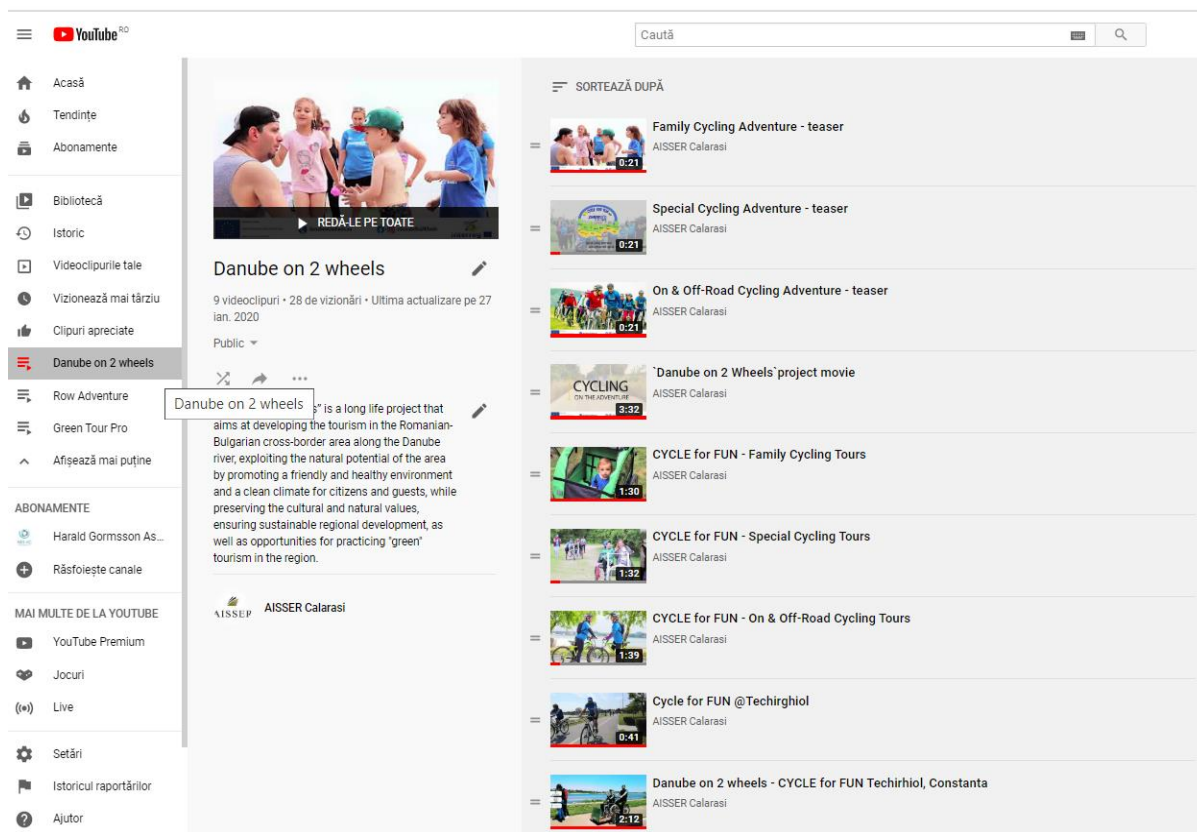 YouTube RO
Caută
Acasă
Tendințe
Abonamente
Bibliotecă
Istoric
Videoclipurile tale
Vizionează mai târziu
Clipuri apreciate
Danube on 2 wheels
Row Adventure
Green Tour Pro
Afișează mai puține
ABONAMENTE
Harald Gormsson As...
Răsfoiește canale
MAI MULTE DE LA YOUTUBE
YouTube Premium
Jocuri
Live
Setări
Istoricul raportărilor
Ajutor
REDĂ-LE PE TOATE
Danube on 2 wheels
9 videoclipuri • 28 de vizionări • Ultima actualizare pe 27
ian. 2020
Public
Danube on 2 wheels
s" is a long life project that
aims at developing the tourism in the Romanian-
Bulgarian cross-border area along the Danube
river, exploiting the natural potential of the area
by promoting a friendly and healthy environment
and a clean climate for citizens and guests, while
preserving the cultural and natural values,
ensuring sustainable regional development, as
well as opportunities for practicing "green"
tourism in the region.
AISSER
AISSER Calarasi
SORTEAZĂ DUPĂ
Family Cycling Adventure - teaser
AISSER Calarasi
0:21
Special Cycling Adventure - teaser
AISSER Calarasi
0:21
On & Off-Road Cycling Adventure - teaser
AISSER Calarasi
0:21
`Danube on 2 Wheels`project movie
AISSER Calarasi
CYCLING
ON THE ADVENTURE
3:32
CYCLE for FUN - Family Cycling Tours
AISSER Calarasi
1:30
CYCLE for FUN - Special Cycling Tours
AISSER Calarasi
1:32
CYCLE for FUN - On & Off-Road Cycling Tours
AISSER Calarasi
1:39
Cycle for FUN @Techirghiol
AISSER Calarasi
0:41
Danube on 2 wheels - CYCLE for FUN Techirhiol, Constanta
AISSER Calarasi
2:12